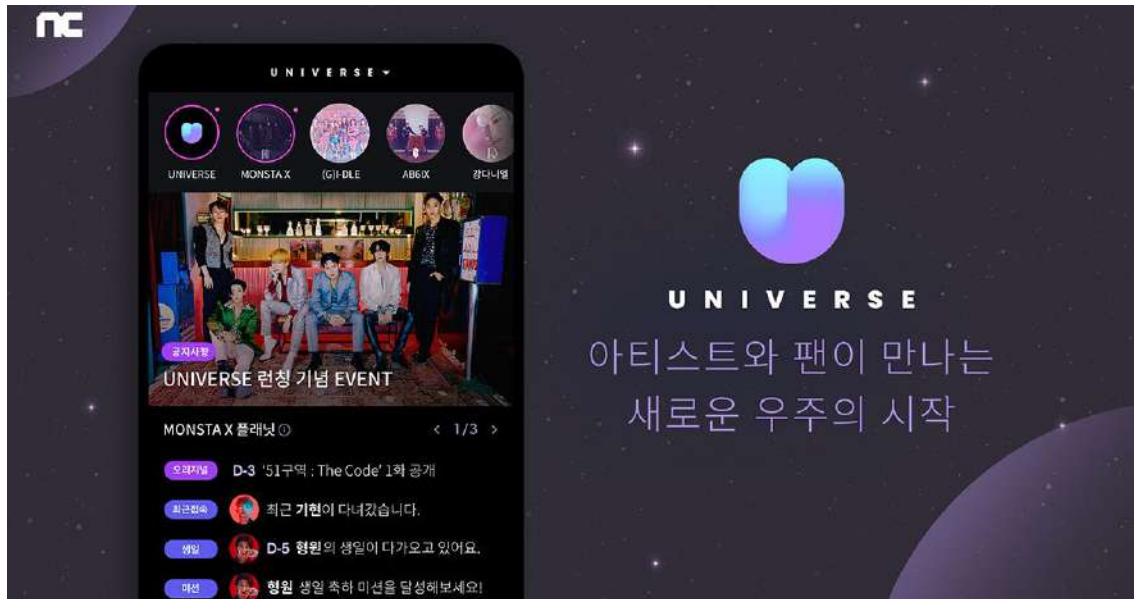 nc
UNIVERSE
UNIVERSE
MONSTA X
(G)I-DLE
AB6IX
강다니엘
공지사항
UNIVERSE 런칭 기념 EVENT
MONSTA X 플래닛
< 1/3 >
오리지널 D-3 '51구역 : The Code' 1화 공개
최근접속 최근 기현이 다녀갔습니다.
생일 D-5 형원의 생일이 다가오고 있어요.
미션 형원 생일 축하 미션을 달성해보세요!
UNIVERSE
아티스트와 팬이 만나는
새로운 우주의 시작